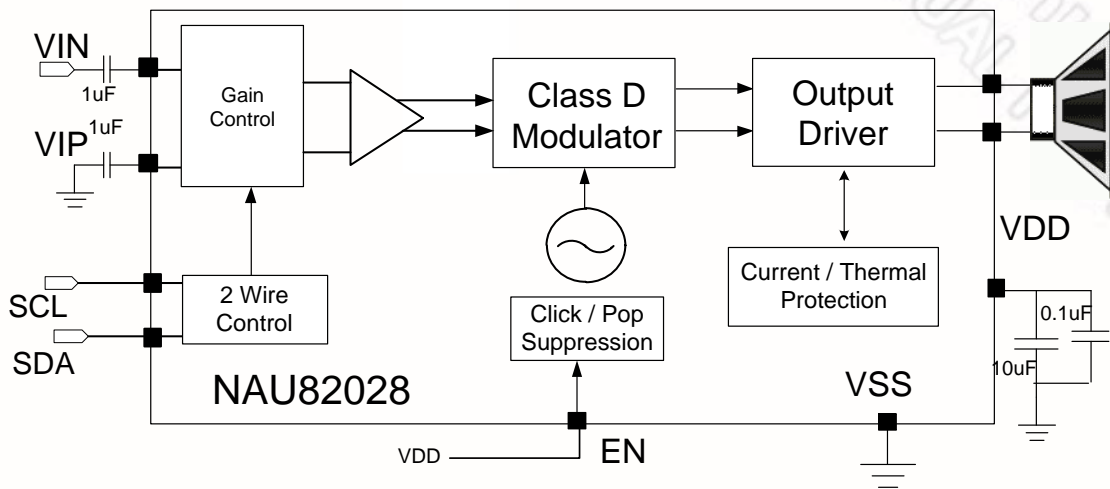 VIN
1uF
Gain
Control
1uF
VIP
Class D
Modulator
Output
Driver
VDD
SCL
SDA
2 Wire
Control
Click / Pop
Suppression
Current / Thermal
Protection
0.1uF
10uF
NAU82028
VSS
VDD
EN